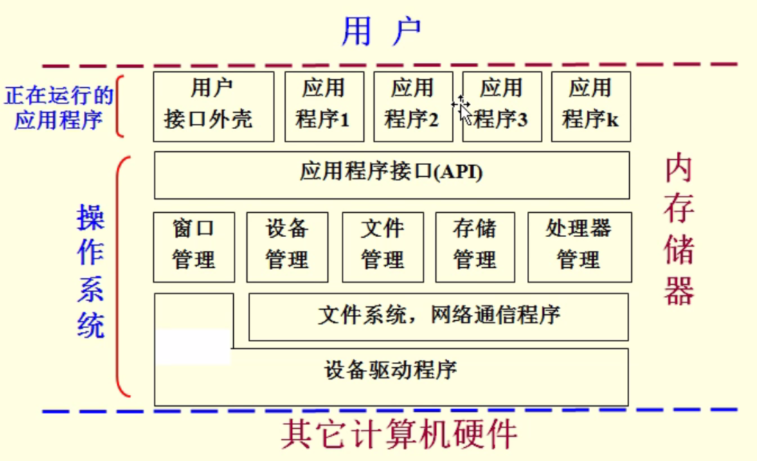 用 户
正在运行的
应用程序
用户
接口外壳
应用
程序1
应用
程序2
应用
程序3
应用
程序k
应用程序接口(API)
操作系统
窗口
管理
设备
管理
文件
管理
存储
管理
处理器
管理
内存储器
文件系统，网络通信程序
设备驱动程序
其它计算机硬件